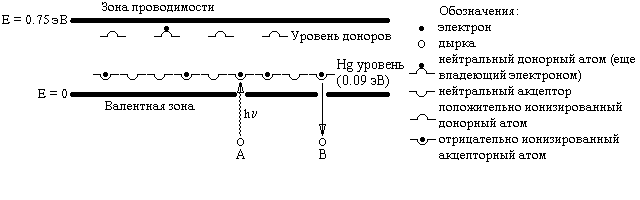 Зона проводимости
E = 0.75 эВ
Уровень доноров
Hg уровень
(0.09 эВ)
E = 0
Валентная зона
hν
A
B
Обозначения:
электрон
дырка
нейтральный донорный атом (еще
владеющий электроном)
нейтральный акцептор
положительно ионизированный
донорный атом
отрицательно ионизированный
акцепторный атом